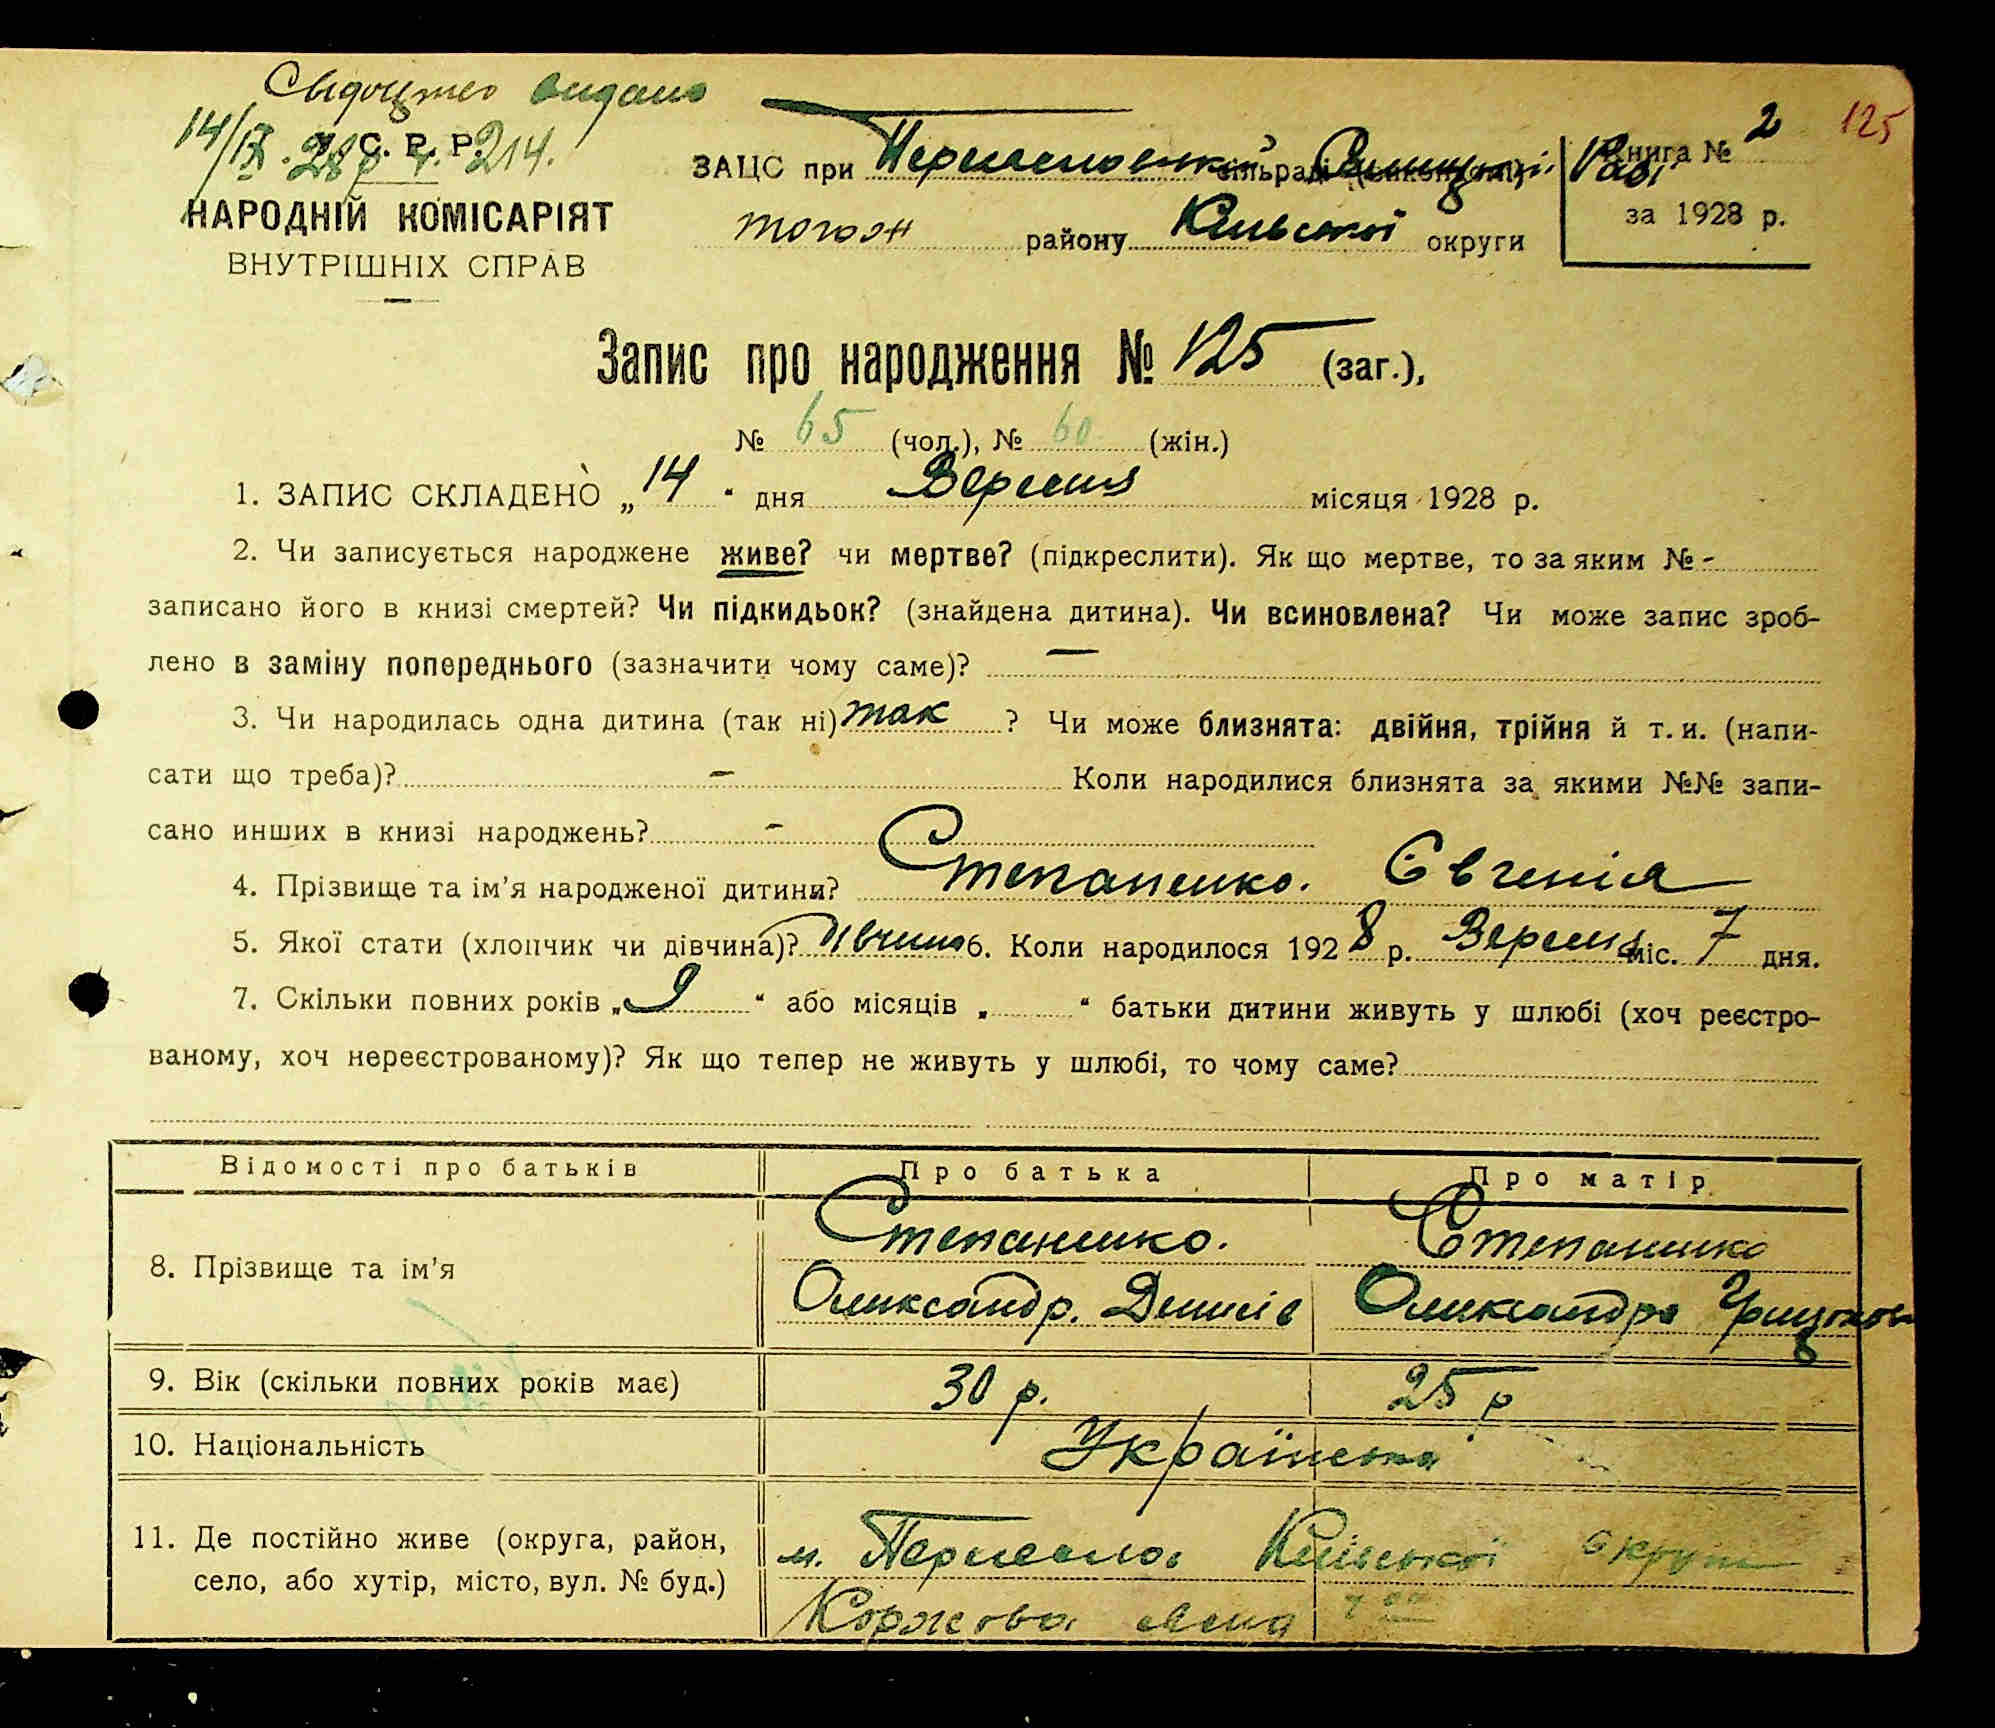 Свідоцтво видано
14/IX. 28 р. ч. 214.
У. С. Р. Р.
НАРОДНІЙ КОМІСАРІЯТ
ВНУТРІШНІХ СПРАВ
125
ЗАЦС при сільраді Раді
тогож району Київської округи
Книга № 2
за 1928 р.
Запис про народження № 125 (заг.),
№ 65 (чол.), № 60 (жін.)
1. ЗАПИС СКЛАДЕНО „14“ дня Вересня місяця 1928 р.
2. Чи записується народжене живе? чи мертве? (підкреслити). Як що мертве, то за яким № -
записано його в книзі смертей? Чи підкидьок? (знайдена дитина). Чи всиновлена? Чи може запис зроб-
лено в заміну попереднього (зазначити чому саме)? —
3. Чи народилась одна дитина (так ні) так ? Чи може близнята: двійня, трійня й т. и. (напи-
сати що треба)? - Коли народилися близнята за якими №№ запи-
сано инших в книзі народжень? -
4. Прізвище та ім'я народженої дитини? Степаненко. Євгенія
5. Якої стати (хлопчик чи дівчина)? Дівчина 6. Коли народилося 1928 р. Вересня міс. 7 дня.
7. Скільки повних років „9“ або місяців „ “ батьки дитини живуть у шлюбі (хоч реєстро-
ваному, хоч нереєстрованому)? Як що тепер не живуть у шлюбі, то чому саме?
Відомості про батьків Про батька Про матір
8. Прізвище та ім'я Степаненко. Степаненко
Олександр. Денисів Олександра
9. Вік (скільки повних років має) 30 р. 25 р
10. Національність Українська
11. Де постійно живе (округа, район, м. Київської округи
село, або хутір, місто, вул. № буд.) Коржова